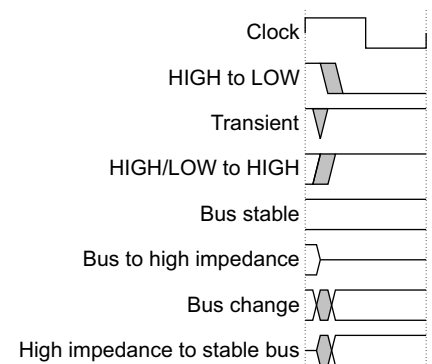 Clock
HIGH to LOW
Transient
HIGH/LOW to HIGH
Bus stable
Bus to high impedance
Bus change
High impedance to stable bus